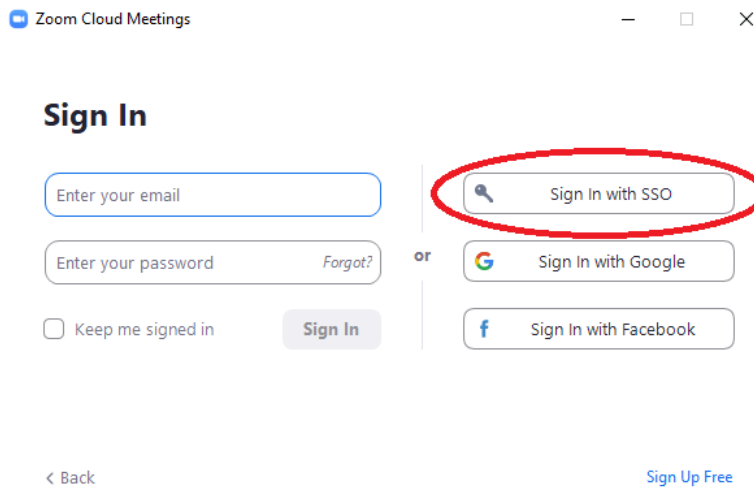 Zoom Cloud Meetings
Sign In
Enter your email
Enter your password Forgot?
Keep me signed in Sign In
or
Sign In with SSO
Sign In with Google
Sign In with Facebook
< Back
Sign Up Free